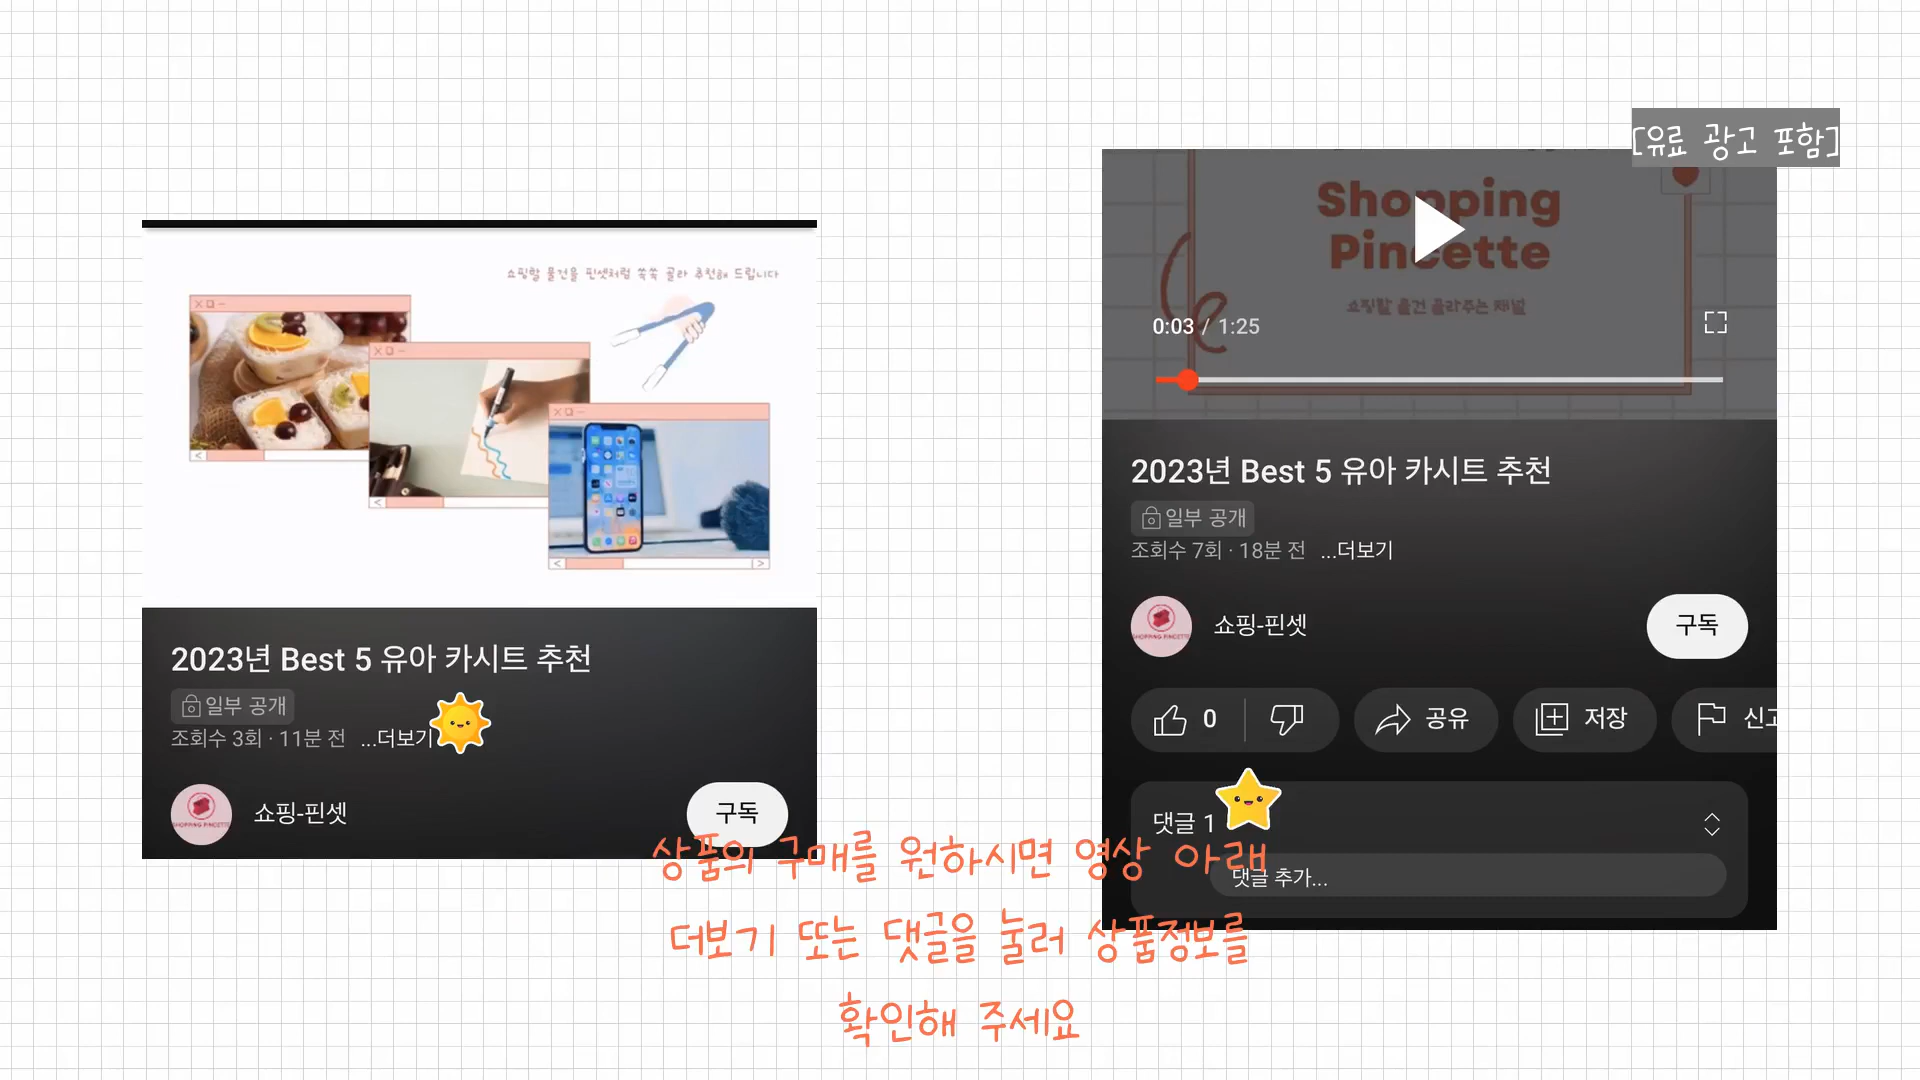 [유료 광고 포함]
쇼핑할 물건을 핀셋처럼 쏙쏙 골라 추천해 드립니다
2023년 Best 5 유아 카시트 추천
일부 공개
조회수 3회 · 11분 전 ...더보기
쇼핑-핀셋
구독
Shopping
Pincette
쇼핑할 물건 골라주는 채널
0:03 / 1:25
2023년 Best 5 유아 카시트 추천
일부 공개
조회수 7회 · 18분 전 ...더보기
SHOPPING PINCETTE
쇼핑-핀셋
구독
0
공유
저장
신고
댓글 1
댓글 추가...
상품의 구매를 원하시면 영상 아래
더보기 또는 댓글을 눌러 상품정보를
확인해 주세요